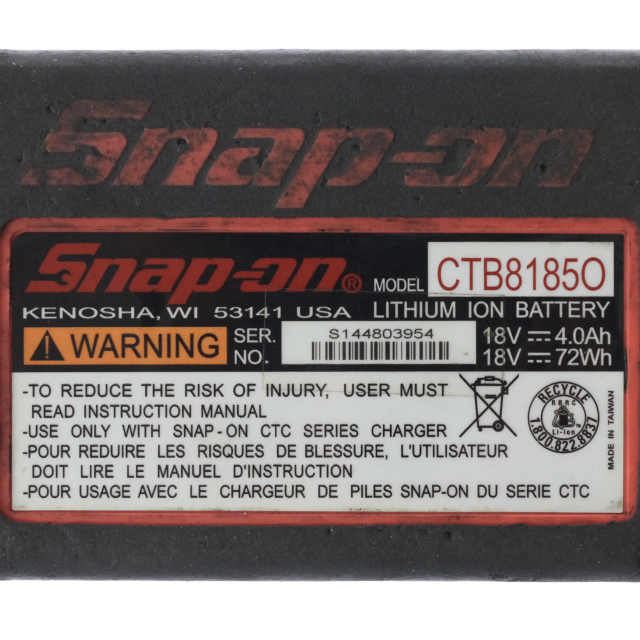 Snap-on
Snap-on®
MODEL CTB8185O
KENOSHA, WI 53141 USA LITHIUM ION BATTERY
WARNING
SER. NO.
S144803954
18V ⎓ 4.0Ah
18V ⎓ 72Wh
-TO REDUCE THE RISK OF INJURY, USER MUST
READ INSTRUCTION MANUAL
-USE ONLY WITH SNAP-ON CTC SERIES CHARGER
-POUR REDUIRE LES RISQUES DE BLESSURE, L'UTILISATEUR
DOIT LIRE LE MANUEL D'INSTRUCTION
-POUR USAGE AVEC LE CHARGEUR DE PILES SNAP-ON DU SERIE CTC
RECYCLE
RBRC
Li-ion
1.800.822.8837
MADE IN TAIWAN